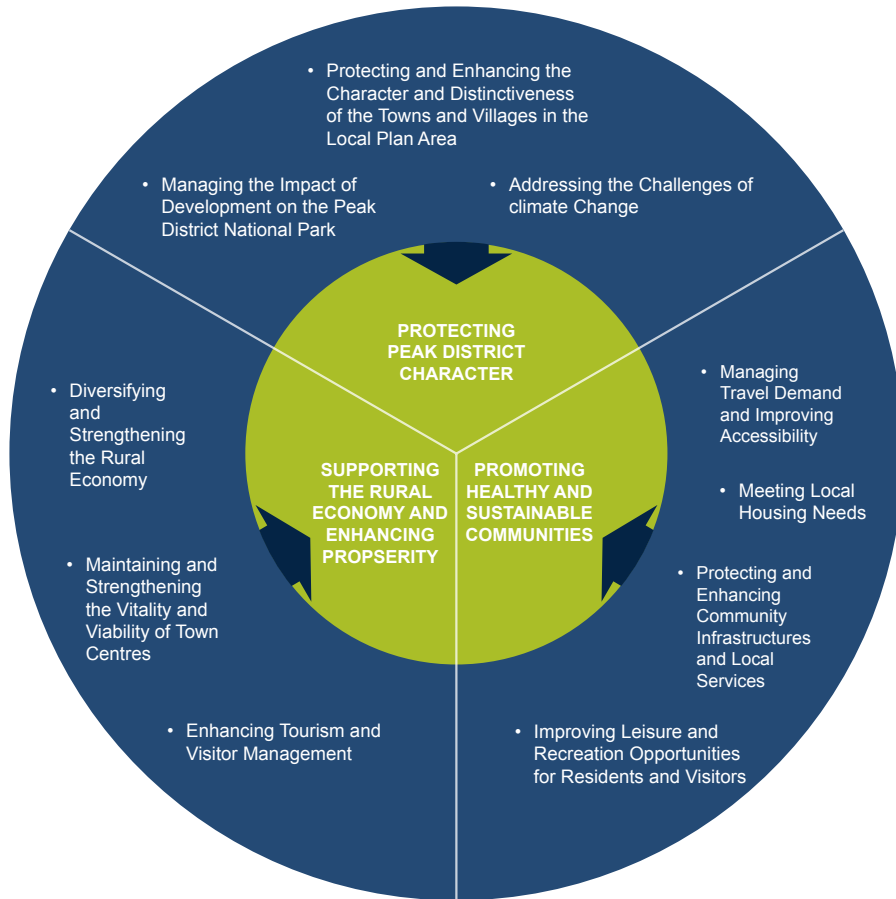 • Protecting and Enhancing the
Character and Distinctiveness
of the Towns and Villages in the
Local Plan Area
• Managing the Impact of
Development on the Peak
District National Park
• Addressing the Challenges of
climate Change
PROTECTING
PEAK DISTRICT
CHARACTER
• Diversifying
and
Strengthening
the Rural
Economy
• Maintaining and
Strengthening
the Vitality and
Viability of Town
Centres
• Enhancing Tourism and
Visitor Management
SUPPORTING
THE RURAL
ECONOMY AND
ENHANCING
PROPSERITY
PROMOTING
HEALTHY AND
SUSTAINABLE
COMMUNITIES
• Managing
Travel Demand
and Improving
Accessibility
• Meeting Local
Housing Needs
• Protecting and
Enhancing
Community
Infrastructures
and Local
Services
• Improving Leisure and
Recreation Opportunities
for Residents and Visitors